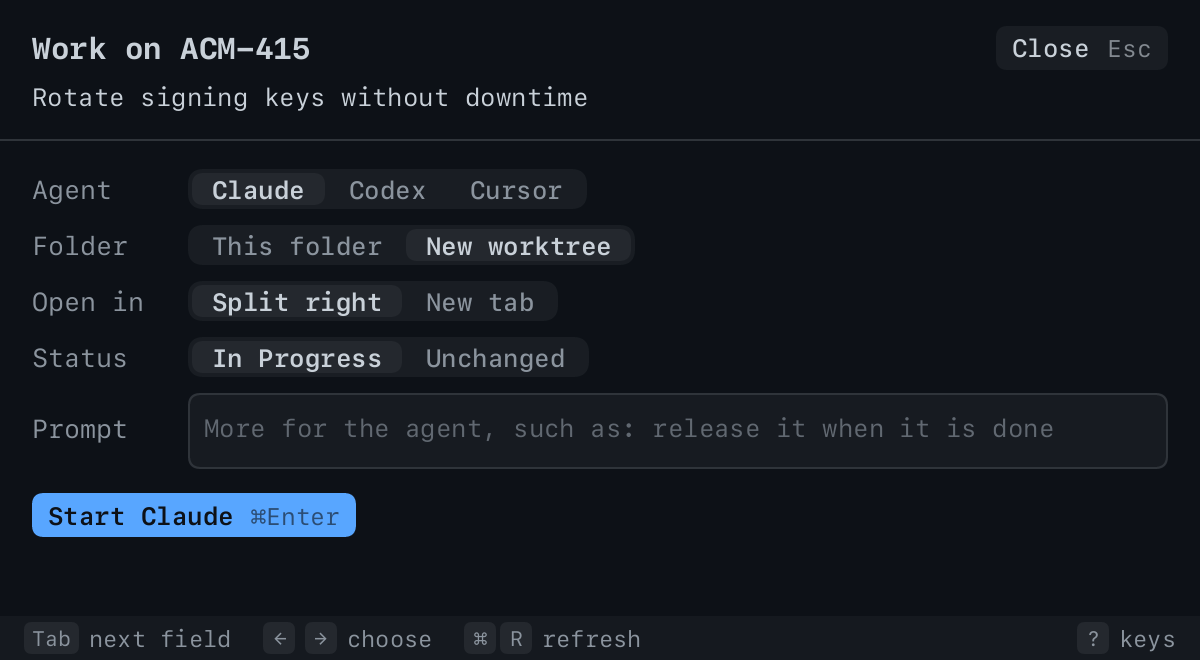 Work on ACM-415
Close Esc
Rotate signing keys without downtime
Agent Claude Codex Cursor
Folder This folder New worktree
Open in Split right New tab
Status In Progress Unchanged
Prompt More for the agent, such as: release it when it is done
Start Claude ⌘Enter
Tab next field ← → choose ⌘ R refresh ? keys